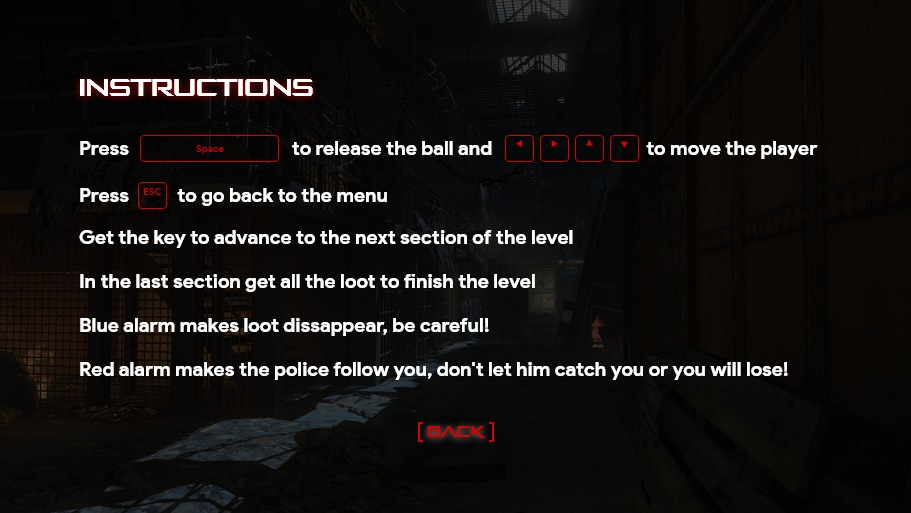 INSTRUCTIONS
Press Space to release the ball and ◄ ► ▲ ▼ to move the player
Press ESC to go back to the menu
Get the key to advance to the next section of the level
In the last section get all the loot to finish the level
Blue alarm makes loot dissappear, be careful!
Red alarm makes the police follow you, don't let him catch you or you will lose!
[BACK]